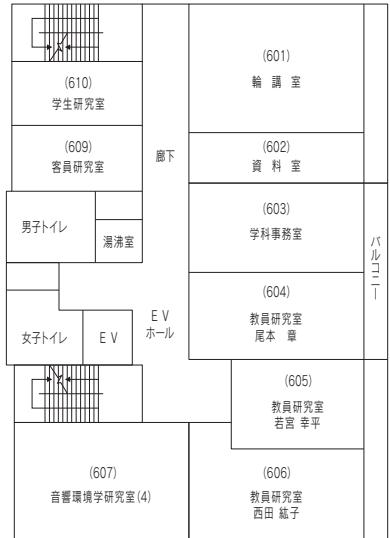 (601)
輪 講 室
(610)
学生研究室
(602)
資 料 室
(609)
客員研究室
廊下
(603)
学科事務室
男子トイレ
湯沸室
バルコニー
(604)
教員研究室
尾本 章
ＥＶ
ホール
女子トイレ
ＥＶ
(605)
教員研究室
若宮 幸平
(607)
音響環境学研究室(4)
(606)
教員研究室
西田 紘子